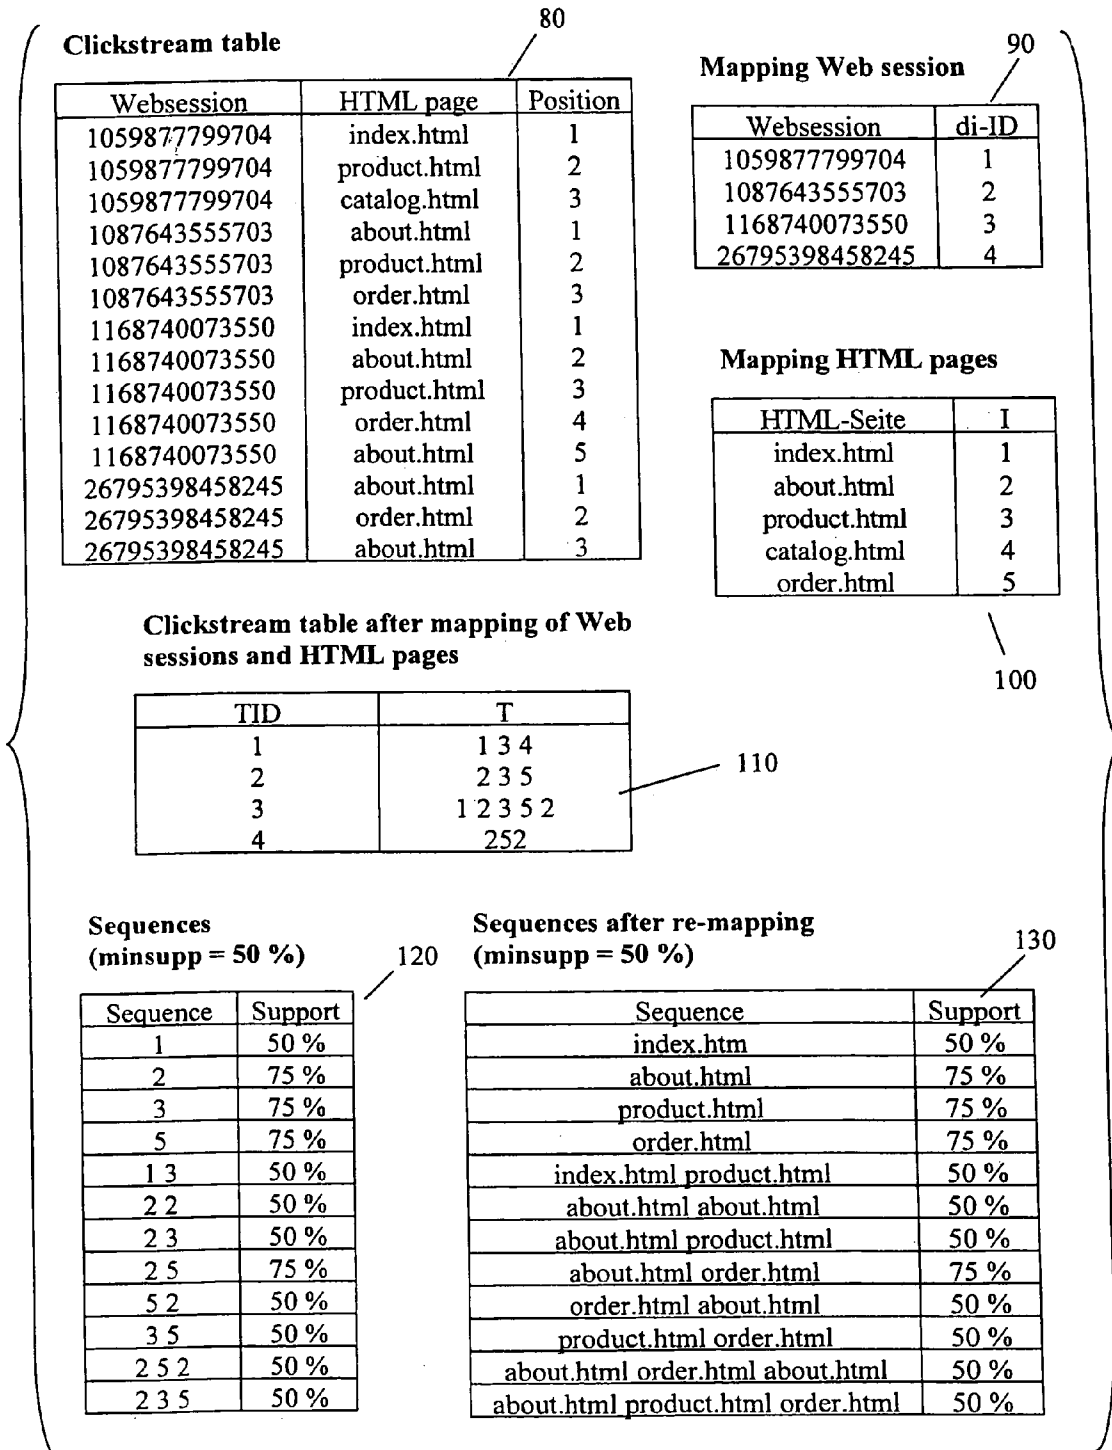 80
Clickstream table
Websession HTML page Position
1059877799704 index.html 1
1059877799704 product.html 2
1059877799704 catalog.html 3
1087643555703 about.html 1
1087643555703 product.html 2
1087643555703 order.html 3
1168740073550 index.html 1
1168740073550 about.html 2
1168740073550 product.html 3
1168740073550 order.html 4
1168740073550 about.html 5
26795398458245 about.html 1
26795398458245 order.html 2
26795398458245 about.html 3
90
Mapping Web session
Websession di-ID
1059877799704 1
1087643555703 2
1168740073550 3
26795398458245 4
Mapping HTML pages
HTML-Seite I
index.html 1
about.html 2
product.html 3
catalog.html 4
order.html 5
100
Clickstream table after mapping of Web
sessions and HTML pages
TID T
1 1 3 4
2 2 3 5
3 1 2 3 5 2
4 252
110
Sequences
(minsupp = 50 %)
120
Sequence Support
1 50 %
2 75 %
3 75 %
5 75 %
1 3 50 %
2 2 50 %
2 3 50 %
2 5 75 %
5 2 50 %
3 5 50 %
2 5 2 50 %
2 3 5 50 %
Sequences after re-mapping
(minsupp = 50 %)
130
Sequence Support
index.htm 50 %
about.html 75 %
product.html 75 %
order.html 75 %
index.html product.html 50 %
about.html about.html 50 %
about.html product.html 50 %
about.html order.html 75 %
order.html about.html 50 %
product.html order.html 50 %
about.html order.html about.html 50 %
about.html product.html order.html 50 %